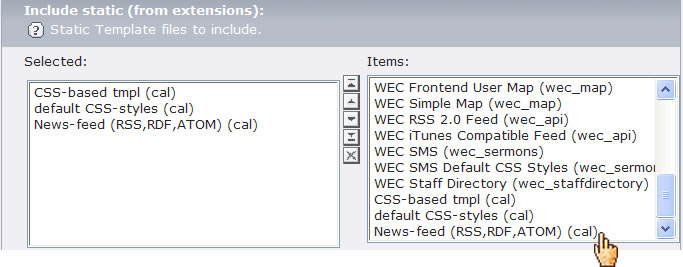 Include static (from extensions):
? Static Template files to include.
Selected:
Items:
CSS-based tmpl (cal)
default CSS-styles (cal)
News-feed (RSS,RDF,ATOM) (cal)
WEC Frontend User Map (wec_map)
WEC Simple Map (wec_map)
WEC RSS 2.0 Feed (wec_api)
WEC iTunes Compatible Feed (wec_api)
WEC SMS (wec_sermons)
WEC SMS Default CSS Styles (wec_sermo
WEC Staff Directory (wec_staffdirectory)
CSS-based tmpl (cal)
default CSS-styles (cal)
News-feed (RSS,RDF,ATOM) (cal)